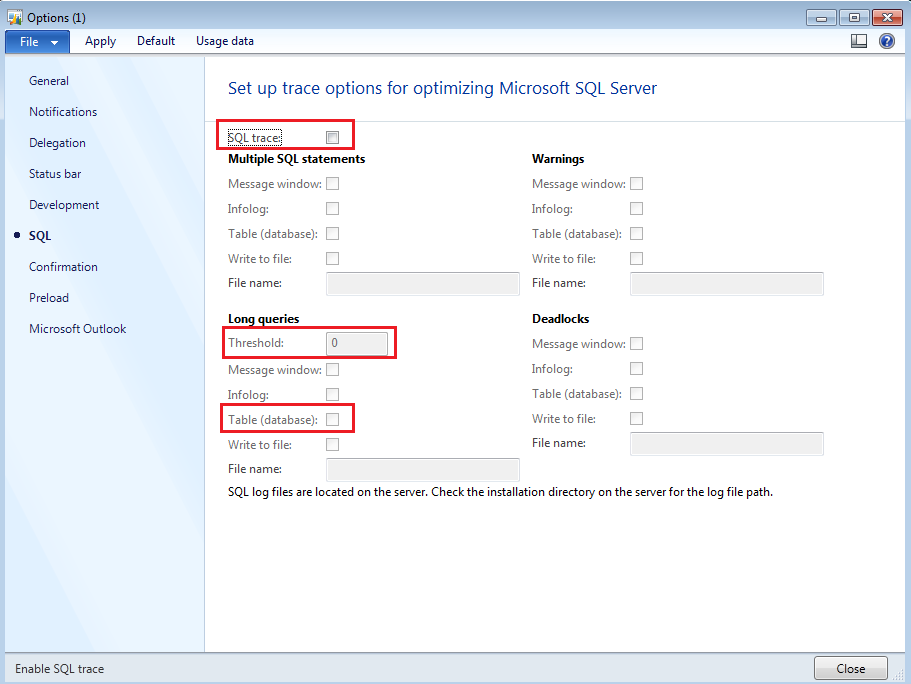 Options (1)
File Apply Default Usage data
General
Notifications
Delegation
Status bar
Development
SQL
Confirmation
Preload
Microsoft Outlook
Set up trace options for optimizing Microsoft SQL Server
SQL trace:
Multiple SQL statements
Message window:
Infolog:
Table (database):
Write to file:
File name:
Warnings
Message window:
Infolog:
Table (database):
Write to file:
File name:
Long queries
Threshold: 0
Message window:
Infolog:
Table (database):
Write to file:
File name:
Deadlocks
Message window:
Infolog:
Table (database):
Write to file:
File name:
SQL log files are located on the server. Check the installation directory on the server for the log file path.
Enable SQL trace
Close